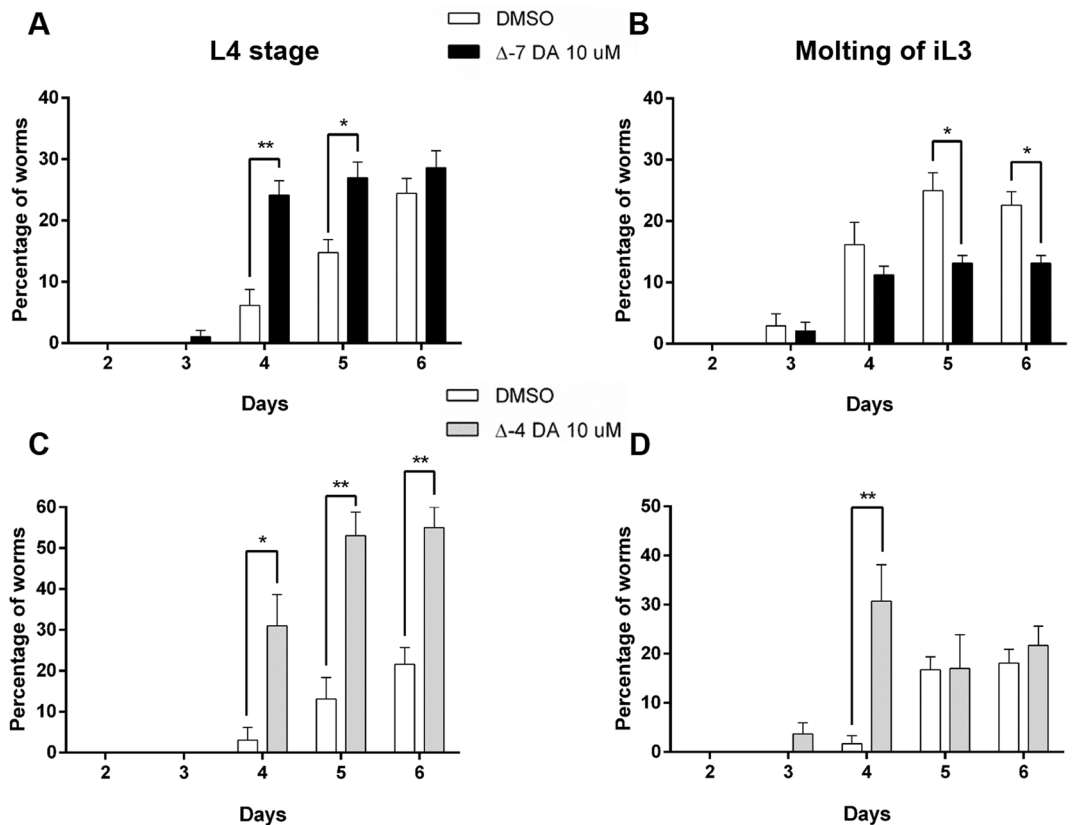 A
L4 stage
DMSO
Δ-7 DA 10 uM
B
Molting of iL3
Percentage of worms
40
30
20
10
0
**
*
2 3 4 5 6
Days
Percentage of worms
40
30
20
10
0
*
*
2 3 4 5 6
Days
DMSO
Δ-4 DA 10 uM
C
Percentage of worms
60
50
40
30
20
10
0
*
**
**
2 3 4 5 6
Days
D
Percentage of worms
50
40
30
20
10
0
**
2 3 4 5 6
Days